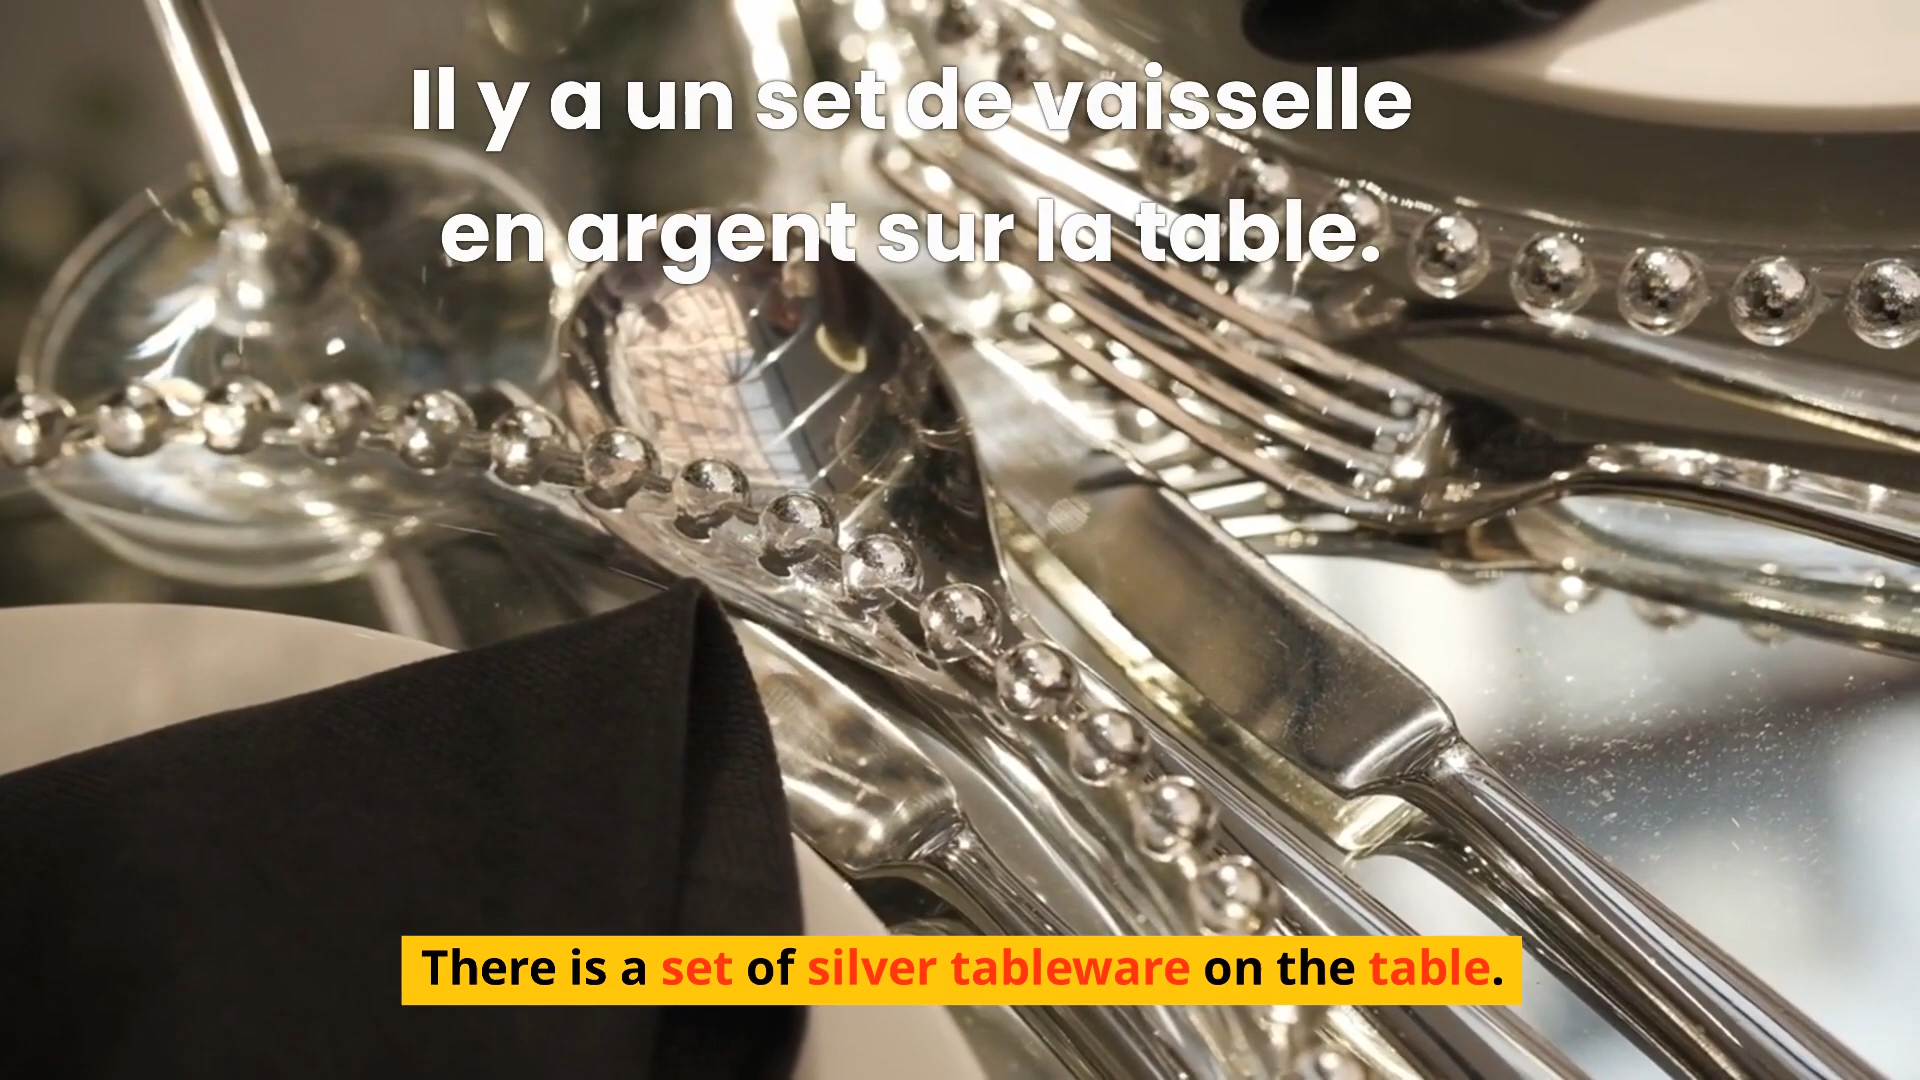 Il y a un set de vaisselle
en argent sur la table.
There is a set of silver tableware on the table.